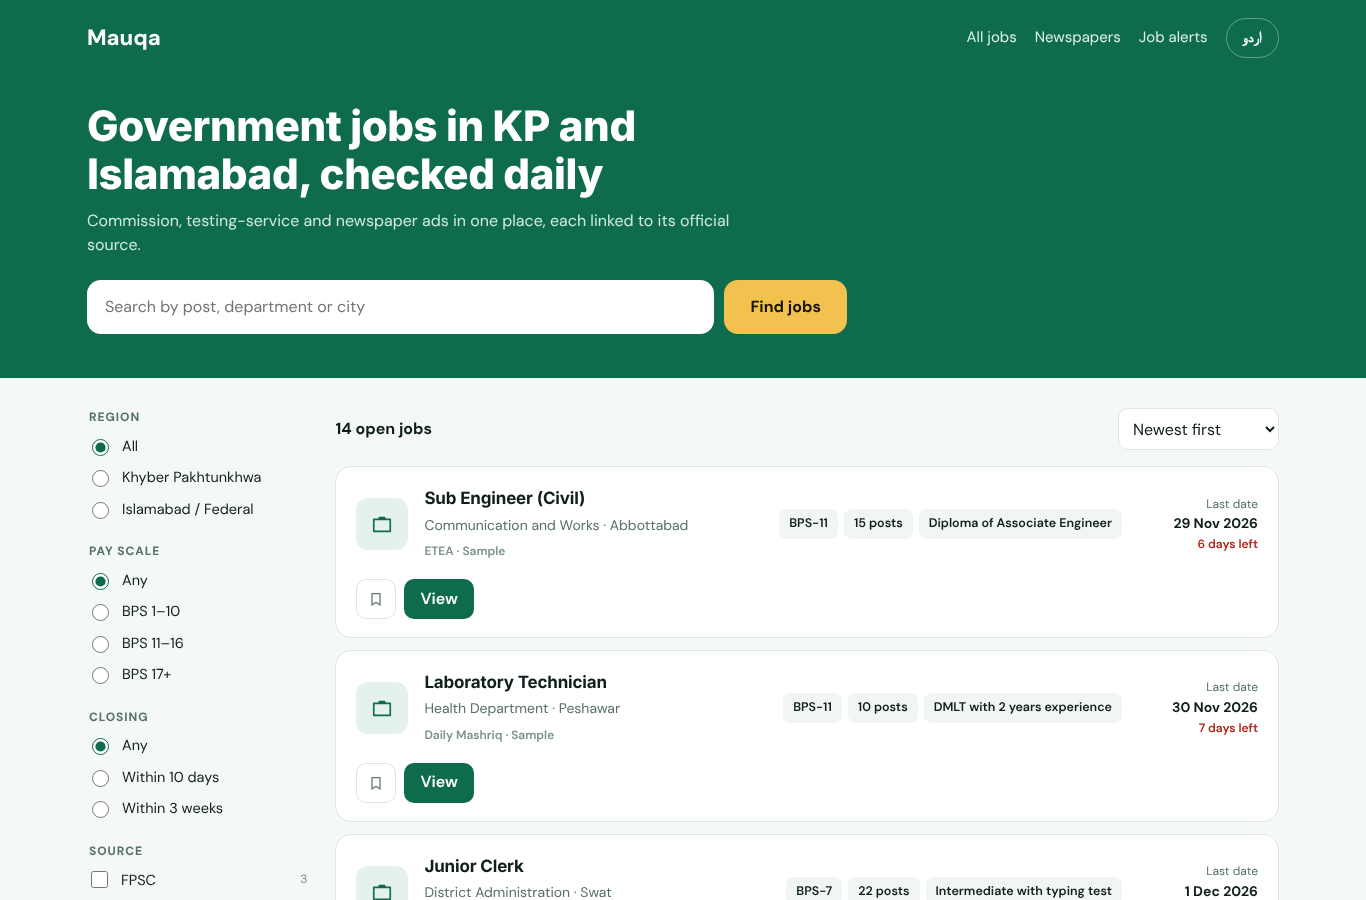 Mauqa
All jobs
Newspapers
Job alerts
اردو
Government jobs in KP and
Islamabad, checked daily
Commission, testing-service and newspaper ads in one place, each linked to its official
source.
Search by post, department or city
Find jobs
REGION
All
Khyber Pakhtunkhwa
Islamabad / Federal
PAY SCALE
Any
BPS 1–10
BPS 11–16
BPS 17+
CLOSING
Any
Within 10 days
Within 3 weeks
SOURCE
FPSC 3
14 open jobs
Newest first
Sub Engineer (Civil)
Communication and Works · Abbottabad
ETEA · Sample
BPS-11
15 posts
Diploma of Associate Engineer
Last date
29 Nov 2026
6 days left
View
Laboratory Technician
Health Department · Peshawar
Daily Mashriq · Sample
BPS-11
10 posts
DMLT with 2 years experience
Last date
30 Nov 2026
7 days left
View
Junior Clerk
District Administration · Swat
BPS-7
22 posts
Intermediate with typing test
Last date
1 Dec 2026